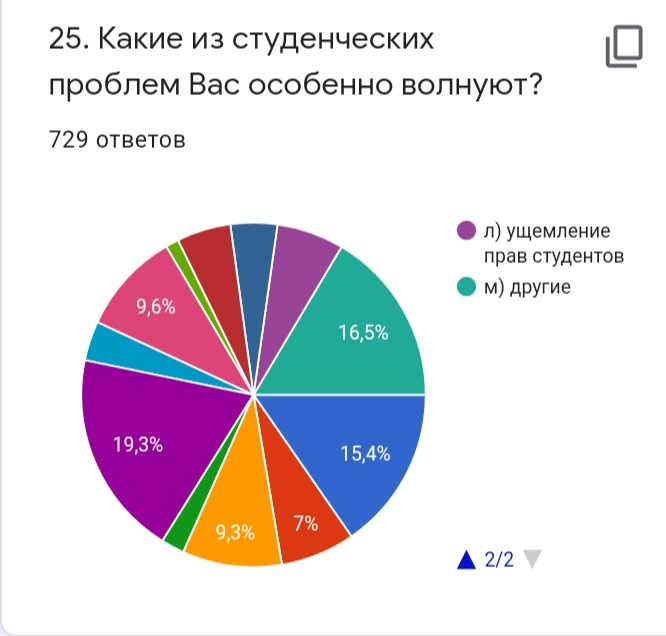 25. Какие из студенческих
проблем Вас особенно волнуют?
729 ответов
л) ущемление
прав студентов
м) другие
9,6%
16,5%
19,3%
15,4%
9,3%
7%
2/2